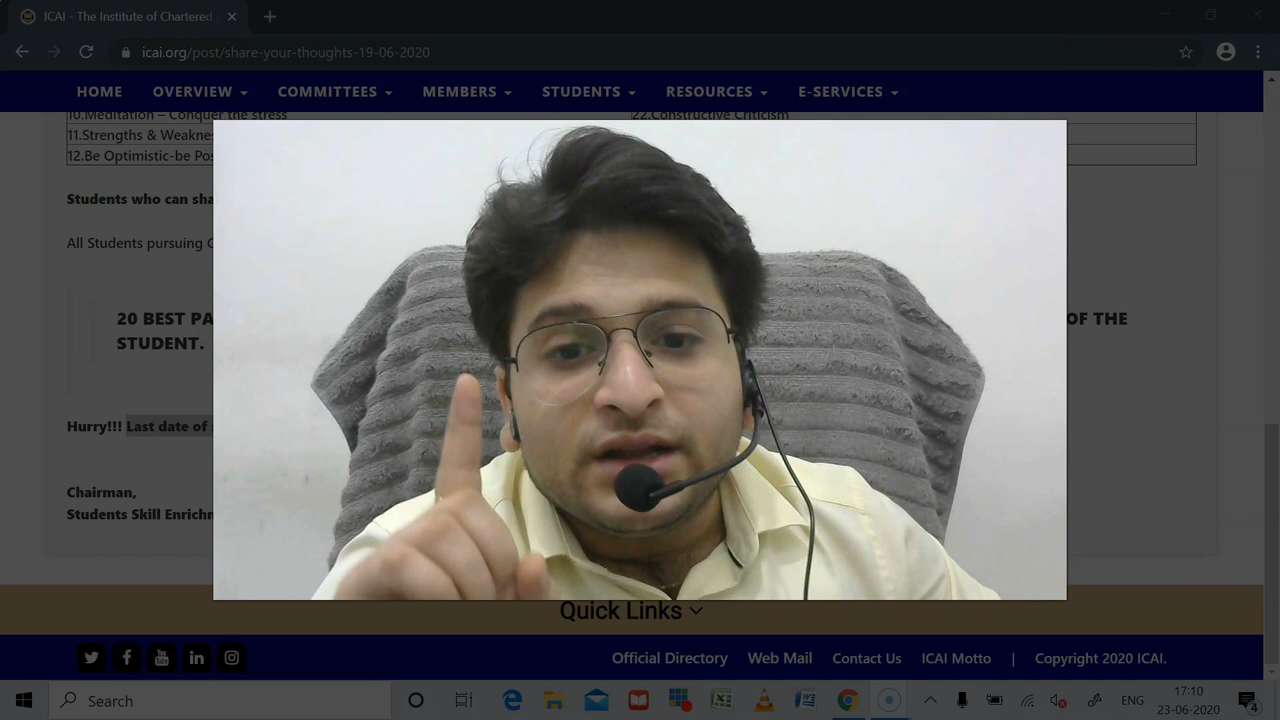 ICAI - The Institute of Chartered
icai.org/post/share-your-thoughts-19-06-2020
HOME OVERVIEW COMMITTEES MEMBERS STUDENTS RESOURCES E-SERVICES
10.Meditation – Conquer the stress 22.Constructive Criticism
11.Strengths & Weakne
12.Be Optimistic-be Pos
Students who can sha
All Students pursuing C
20 BEST PA OF THE
STUDENT.
Hurry!!! Last date of
Chairman,
Students Skill Enrichm
Quick Links
Official Directory Web Mail Contact Us ICAI Motto | Copyright 2020 ICAI.
Search ENG 17:10
23-06-2020 4